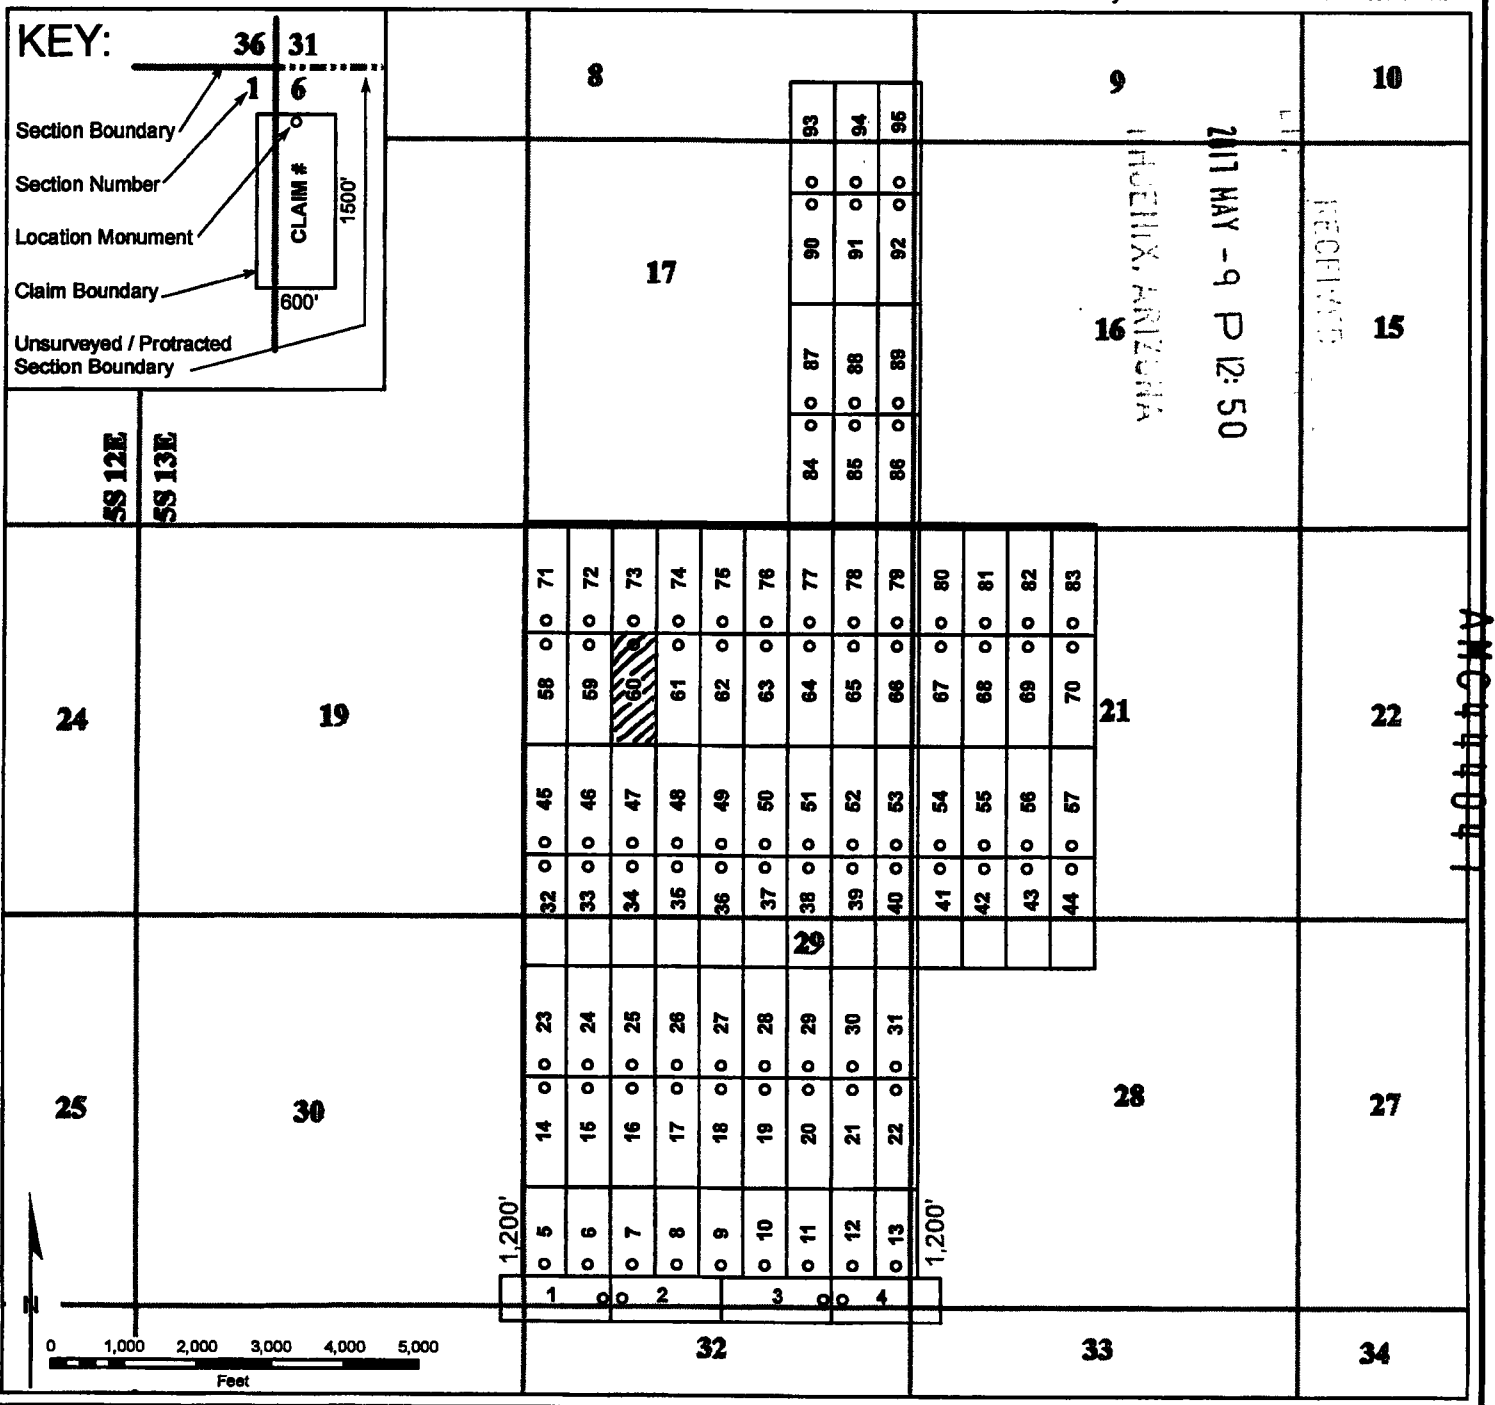 KEY:
36 31
1 6
Section Boundary
Section Number
Location Monument
Claim Boundary
Unsurveyed / Protracted
Section Boundary
CLAIM #
1500'
600'
8 9 10
93 94 95
17 16 15
90 91 92
87 88 89
84 85 86
2017 MAY -9 P 12: 50
PHOENIX, ARIZONA
RECEIVED
5S 12E
5S 13E
71 72 73 74 75 76 77 78 79 80 81 82 83
58 59 60 61 62 63 64 65 66 67 68 69 70
24 19 21 22
45 46 47 48 49 50 51 52 53 54 55 56 57
32 33 34 35 36 37 38 39 40 41 42 43 44
AMC444041
29
23 24 25 26 27 28 29 30 31
25 30 28 27
14 15 16 17 18 19 20 21 22
1,200' 5 6 7 8 9 10 11 12 13 1,200'
1 2 3 4
N
0 1,000 2,000 3,000 4,000 5,000
Feet
32 33 34